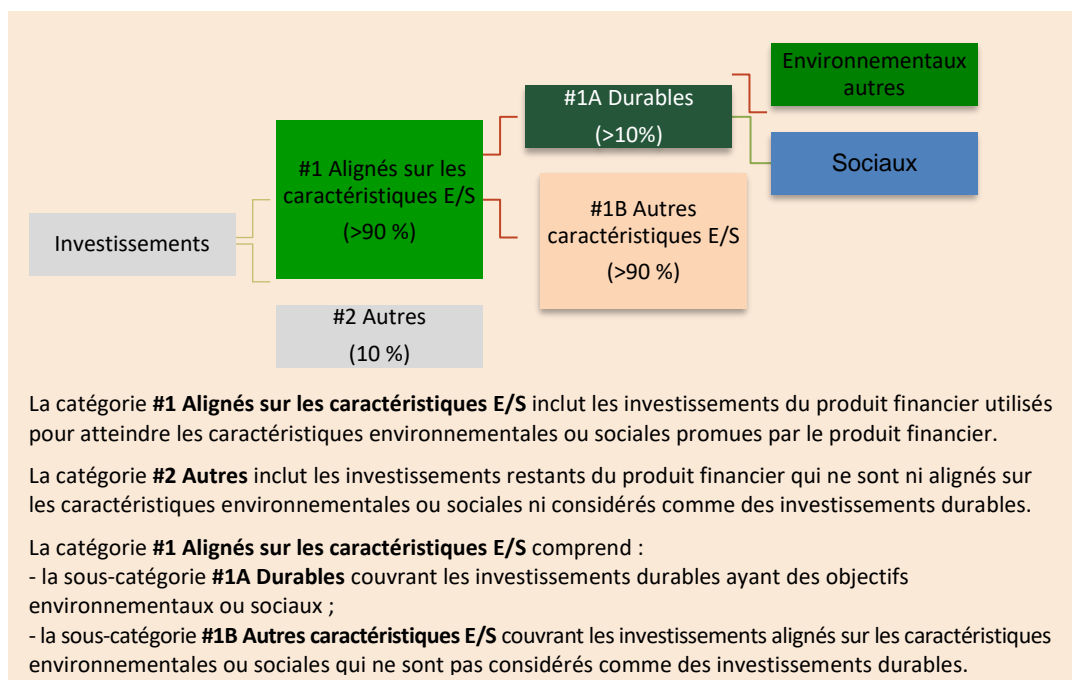 Investissements
#1 Alignés sur les
caractéristiques E/S
(>90 %)
#2 Autres
(10 %)
#1A Durables
(>10%)
#1B Autres
caractéristiques E/S
(>90 %)
Environnementaux
autres
Sociaux
La catégorie #1 Alignés sur les caractéristiques E/S inclut les investissements du produit financier utilisés
pour atteindre les caractéristiques environnementales ou sociales promues par le produit financier.
La catégorie #2 Autres inclut les investissements restants du produit financier qui ne sont ni alignés sur
les caractéristiques environnementales ou sociales ni considérés comme des investissements durables.
La catégorie #1 Alignés sur les caractéristiques E/S comprend :
- la sous-catégorie #1A Durables couvrant les investissements durables ayant des objectifs
environnementaux ou sociaux ;
- la sous-catégorie #1B Autres caractéristiques E/S couvrant les investissements alignés sur les caractéristiques
environnementales ou sociales qui ne sont pas considérés comme des investissements durables.